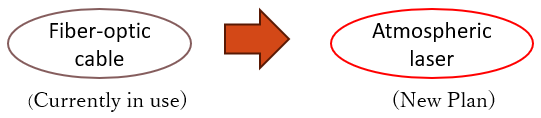 Fiber-optic
cable
(Currently in use)
Atmospheric
laser
(New Plan)